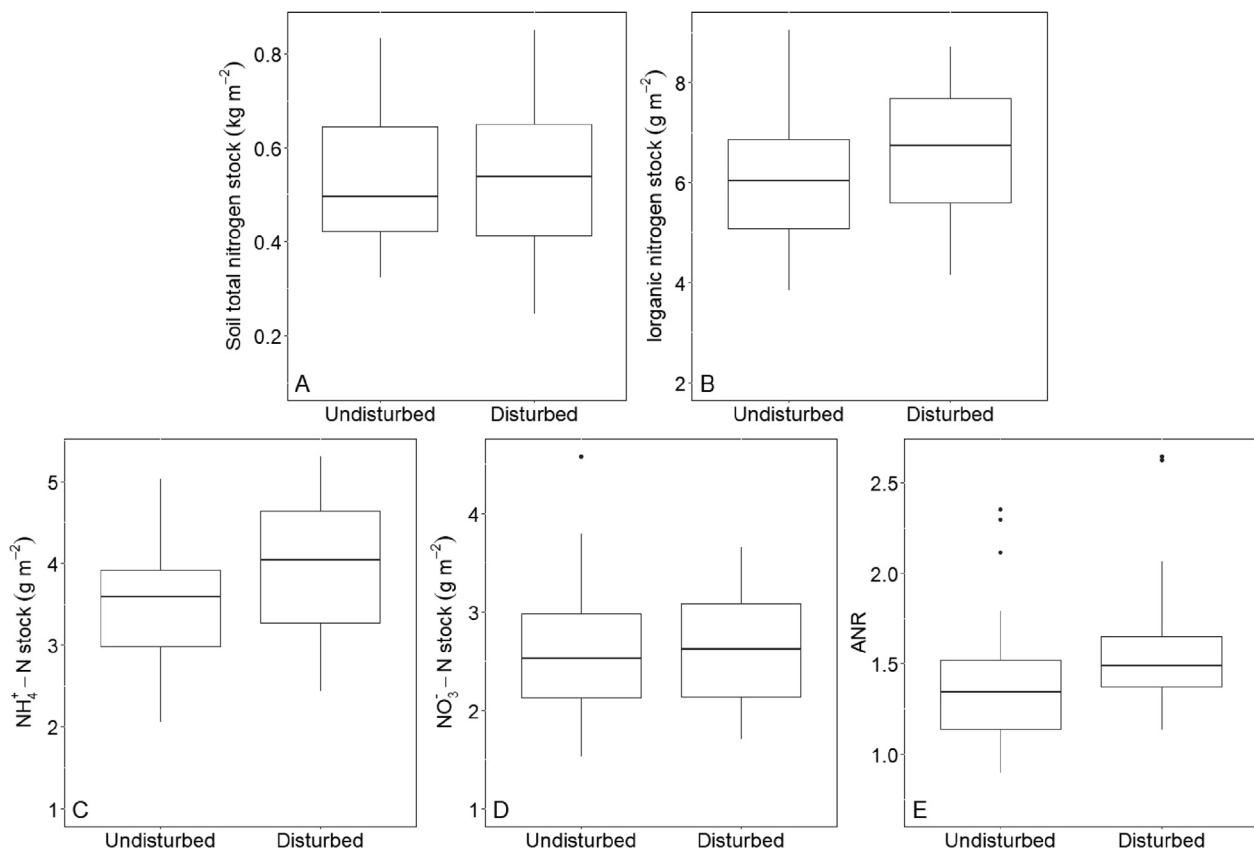 Soil total nitrogen stock (kg m⁻²)
0.8
0.6
0.4
0.2
A
Undisturbed Disturbed
Iorganic nitrogen stock (g m⁻²)
8
6
4
2
B
Undisturbed Disturbed
NH₄⁺ − N stock (g m⁻²)
5
4
3
2
1
C
Undisturbed Disturbed
NO₃⁻ − N stock (g m⁻²)
4
3
2
1
D
Undisturbed Disturbed
ANR
2.5
2.0
1.5
1.0
E
Undisturbed Disturbed